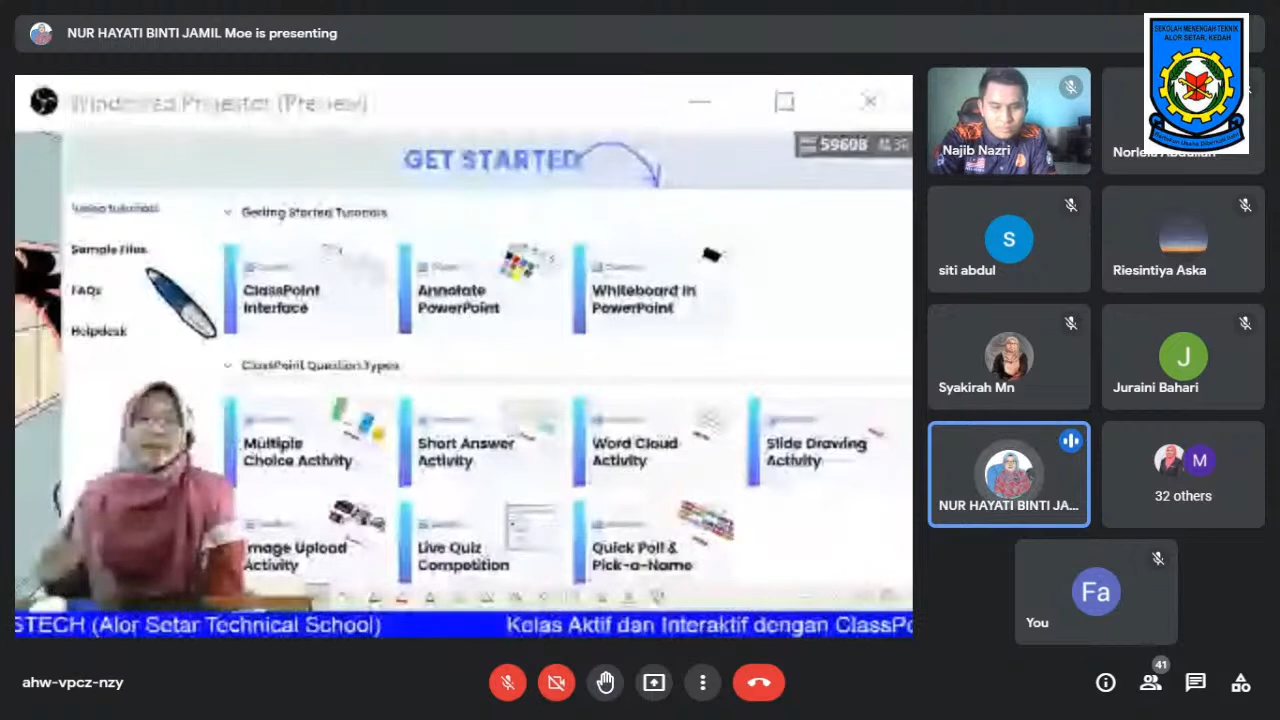 NUR HAYATI BINTI JAMIL Moe is presenting
SEKOLAH MENENGAH TEKNIK
ALOR SETAR, KEDAH
Windowed Projector (Preview)
GET STARTED
59608
Sample Files
FAQs
Helpdesk
Getting Started Tutorials
ClassPoint
Interface
Annotate
PowerPoint
Whiteboard in
PowerPoint
ClassPoint Question Types
Multiple
Choice Activity
Short Answer
Activity
Word Cloud
Activity
Slide Drawing
Activity
Image Upload
Activity
Live Quiz
Competition
Quick Poll &
Pick-a-Name
STECH (Alor Setar Technical School) Kelas Aktif dan Interaktif dengan ClassPo
Najib Nazri
S
siti abdul
Riesintiya Aska
Syakirah Mn
J
Juraini Bahari
NUR HAYATI BINTI JA...
M
32 others
Fa
You
ahw-vpcz-nzy
41